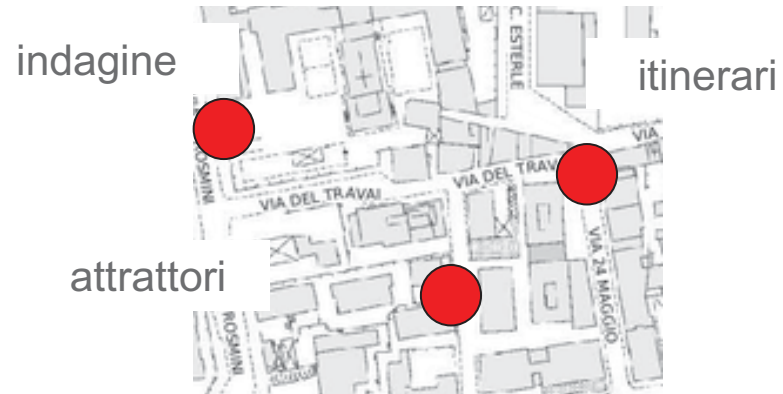 indagine
C. ESTERLE
itinerari
VIA
ROSMINI
VIA DEL TRAVAI
VIA DEL TRAV
attrattori
VIA 24 MAGGIO
ROSMINI